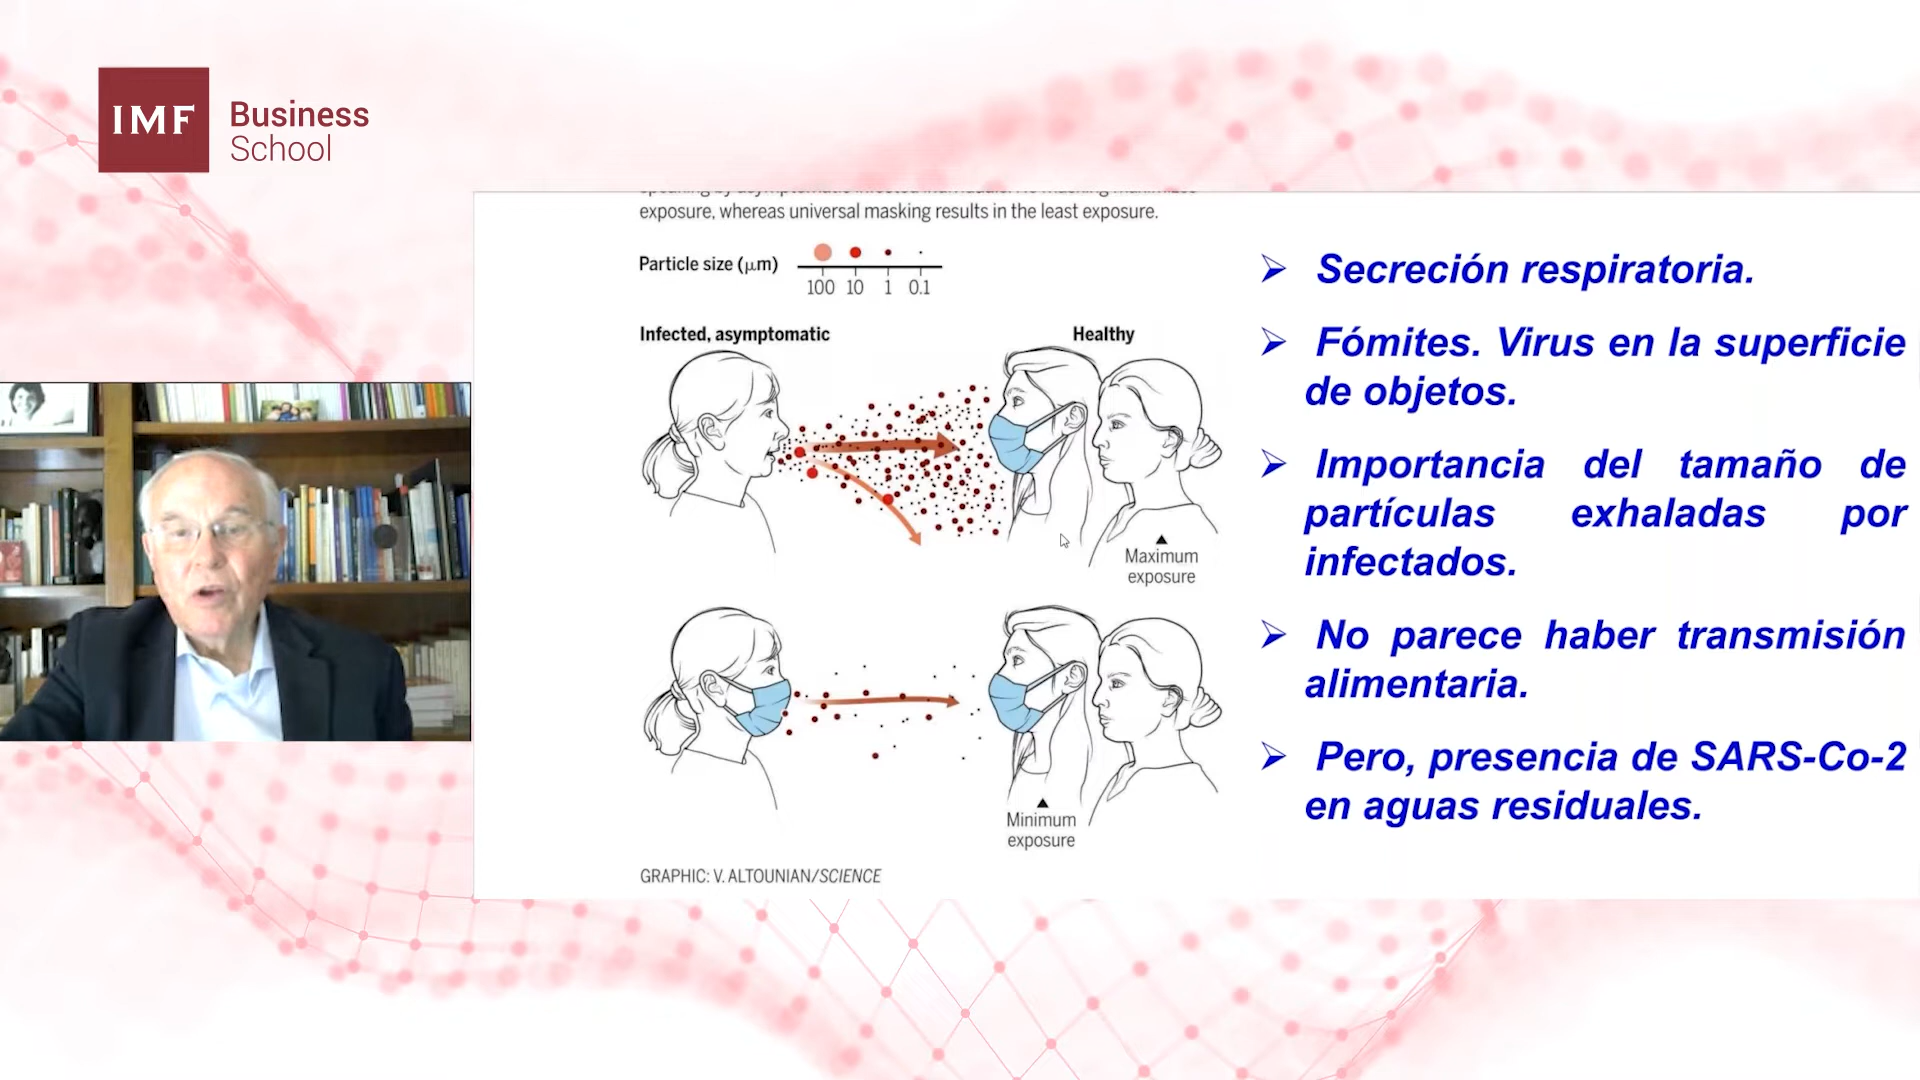 IMF
Business
School
exposure, whereas universal masking results in the least exposure.
Particle size (μm)
100 10 1 0.1
Infected, asymptomatic
Healthy
Maximum
exposure
Minimum
exposure
GRAPHIC: V. ALTOUNIAN/SCIENCE
➢ Secreción respiratoria.
➢ Fómites. Virus en la superficie
de objetos.
➢ Importancia del tamaño de
partículas exhaladas por
infectados.
➢ No parece haber transmisión
alimentaria.
➢ Pero, presencia de SARS-Co-2
en aguas residuales.